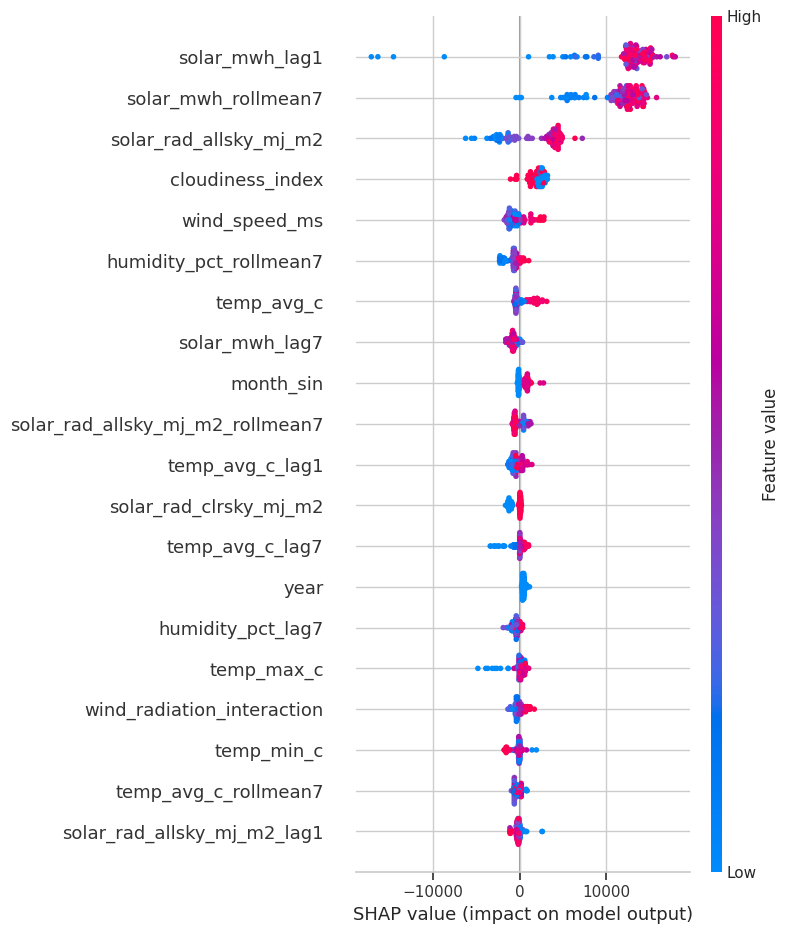 High
solar_mwh_lag1
solar_mwh_rollmean7
solar_rad_allsky_mj_m2
cloudiness_index
wind_speed_ms
humidity_pct_rollmean7
temp_avg_c
solar_mwh_lag7
month_sin
solar_rad_allsky_mj_m2_rollmean7
temp_avg_c_lag1
solar_rad_clrsky_mj_m2
temp_avg_c_lag7
year
humidity_pct_lag7
temp_max_c
wind_radiation_interaction
temp_min_c
temp_avg_c_rollmean7
solar_rad_allsky_mj_m2_lag1
Feature value
Low
−10000 0 10000
SHAP value (impact on model output)